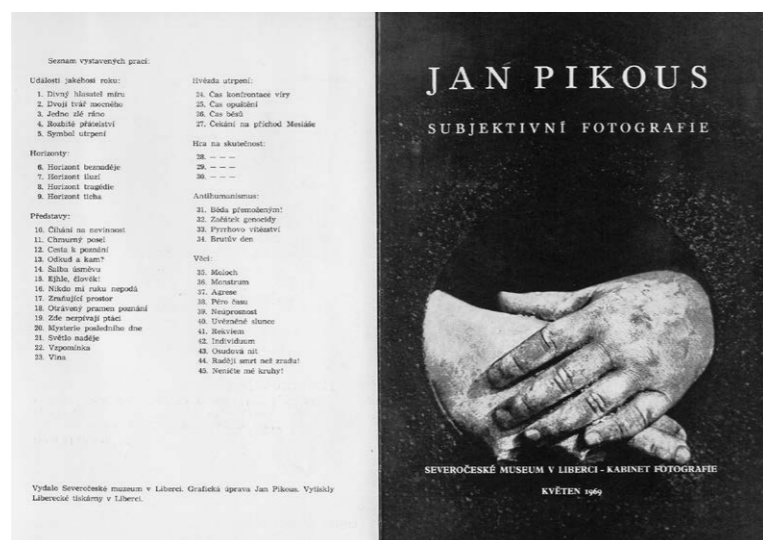 Seznam vystavených prací:
Události jakéhosi roku:
1. Divný hlasatel míru
2. Dvojí tvář mocného
3. Jedno zlé ráno
4. Rozbité přátelství
5. Symbol utrpení
Horizonty:
6. Horizont beznaděje
7. Horizont iluzí
8. Horizont tragédie
9. Horizont ticha
Představy:
10. Číhání na nevinnost
11. Chmurný posel
12. Cesta k poznání
13. Odkud a kam?
14. Salba úsměvu
15. Ejhle, člověk!
16. Nikdo mi ruku nepodá
17. Zraňující prostor
18. Otrávený pramen poznání
19. Zde nezpívají ptáci
20. Mysterie posledního dne
21. Světlo naděje
22. Vzpomínka
23. Vina
Hvězda utrpení:
24. Čas konfrontace víry
25. Čas opuštění
26. Čas běsů
27. Čekání na příchod Mesiáše
Hra na skutečnost:
28. — — —
29. — — —
30. — — —
Antihumanismus:
31. Běda přemoženým!
32. Začátek genocidy
33. Pyrrhovo vítězství
34. Brutův den
Věci:
35. Moloch
36. Menstrum
37. Agrese
38. Péro času
39. Neúprosnost
40. Uvězněné slunce
41. Rekviem
42. Individuum
43. Osudová nit
44. Raději smrt než zradu!
45. Neničte mé kruhy!
Vydalo Severočeské muzeum v Liberci. Grafická úprava Jan Pikous. Vytiskly
Liberecké tiskárny v Liberci.
JAN PIKOUS
SUBJEKTIVNÍ FOTOGRAFIE
SEVEROČESKÉ MUSEUM V LIBERCI - KABINET FOTOGRAFIE
KVĚTEN 1969